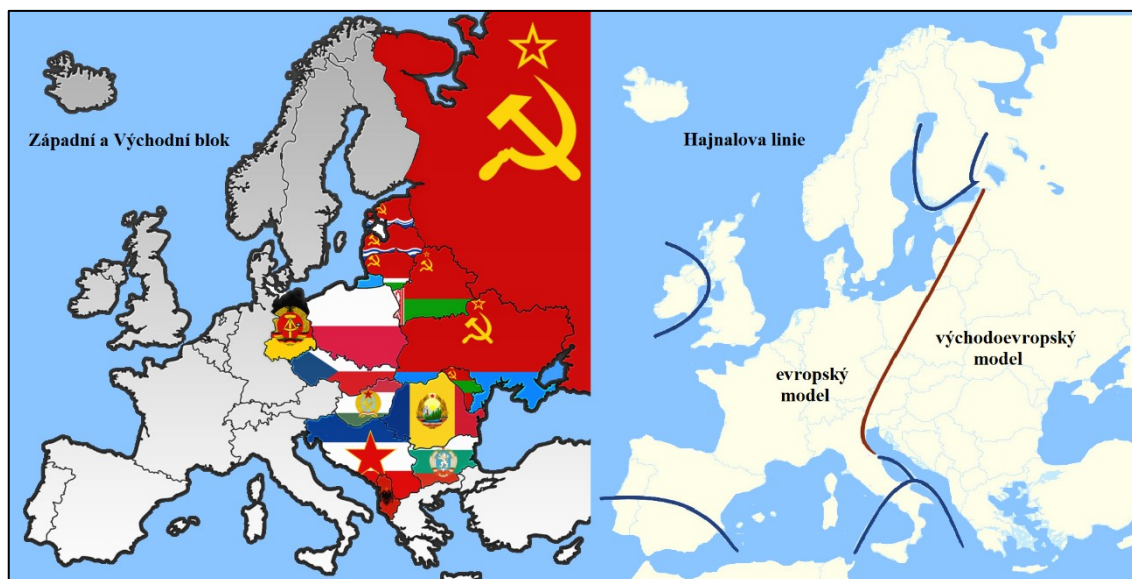 Západní a Východní blok
Hajnalova linie
východoevropský
model
evropský
model